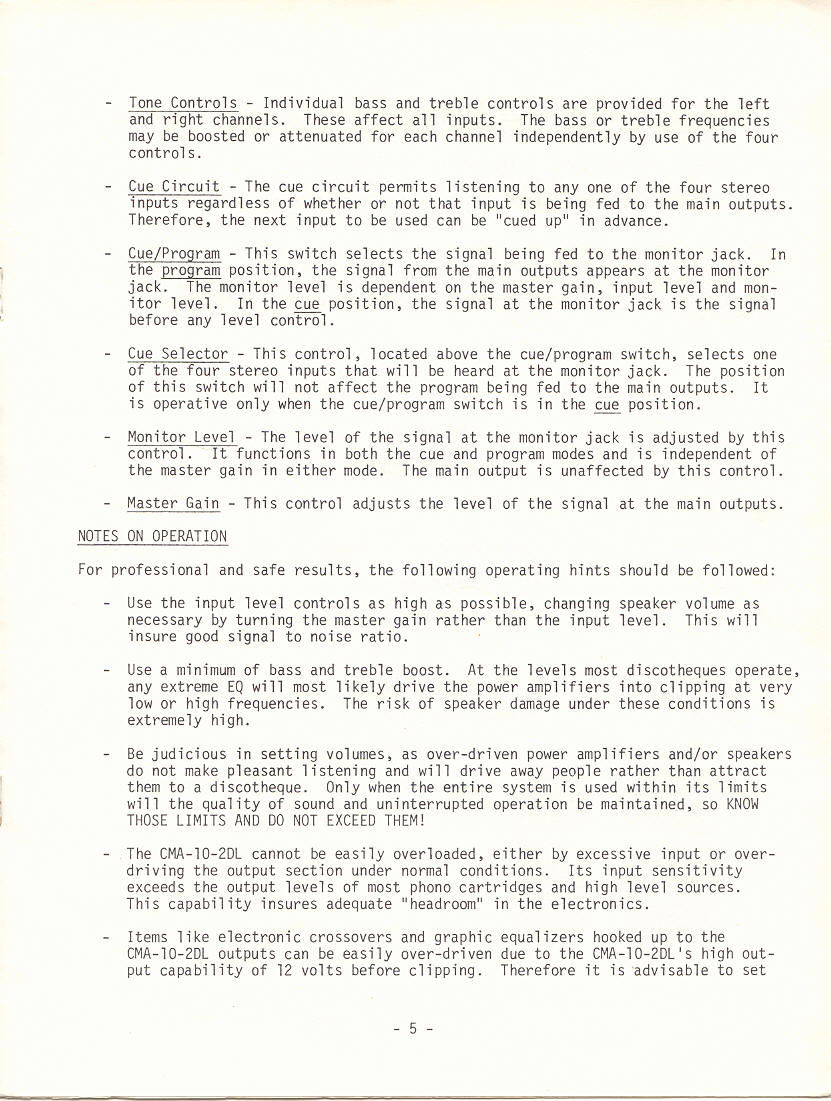 - Tone Controls - Individual bass and treble controls are provided for the left
and right channels. These affect all inputs. The bass or treble frequencies
may be boosted or attenuated for each channel independently by use of the four
controls.
- Cue Circuit - The cue circuit permits listening to any one of the four stereo
inputs regardless of whether or not that input is being fed to the main outputs.
Therefore, the next input to be used can be "cued up" in advance.
- Cue/Program - This switch selects the signal being fed to the monitor jack. In
the program position, the signal from the main outputs appears at the monitor
jack. The monitor level is dependent on the master gain, input level and mon-
itor level. In the cue position, the signal at the monitor jack is the signal
before any level control.
- Cue Selector - This control, located above the cue/program switch, selects one
of the four stereo inputs that will be heard at the monitor jack. The position
of this switch will not affect the program being fed to the main outputs. It
is operative only when the cue/program switch is in the cue position.
- Monitor Level - The level of the signal at the monitor jack is adjusted by this
control. It functions in both the cue and program modes and is independent of
the master gain in either mode. The main output is unaffected by this control.
- Master Gain - This control adjusts the level of the signal at the main outputs.
NOTES ON OPERATION
For professional and safe results, the following operating hints should be followed:
- Use the input level controls as high as possible, changing speaker volume as
necessary by turning the master gain rather than the input level. This will
insure good signal to noise ratio.
- Use a minimum of bass and treble boost. At the levels most discotheques operate,
any extreme EQ will most likely drive the power amplifiers into clipping at very
low or high frequencies. The risk of speaker damage under these conditions is
extremely high.
- Be judicious in setting volumes, as over-driven power amplifiers and/or speakers
do not make pleasant listening and will drive away people rather than attract
them to a discotheque. Only when the entire system is used within its limits
will the quality of sound and uninterrupted operation be maintained, so KNOW
THOSE LIMITS AND DO NOT EXCEED THEM!
- The CMA-10-2DL cannot be easily overloaded, either by excessive input or over-
driving the output section under normal conditions. Its input sensitivity
exceeds the output levels of most phono cartridges and high level sources.
This capability insures adequate "headroom" in the electronics.
- Items like electronic crossovers and graphic equalizers hooked up to the
CMA-10-2DL outputs can be easily over-driven due to the CMA-10-2DL's high out-
put capability of 12 volts before clipping. Therefore it is advisable to set
- 5 -